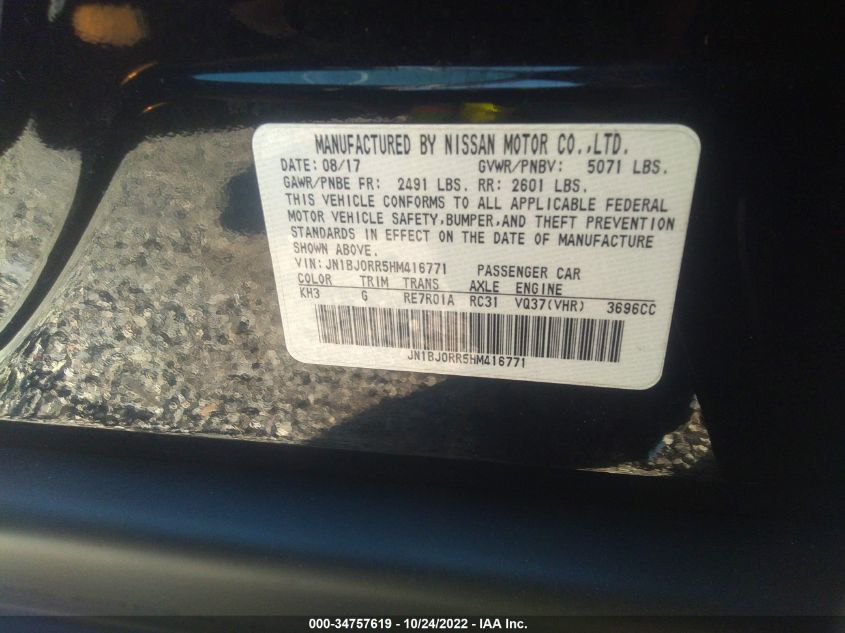 MANUFACTURED BY NISSAN MOTOR CO.,LTD.
DATE: 08/17 GVWR/PNBV: 5071 LBS.
GAWR/PNBE FR: 2491 LBS. RR: 2601 LBS.
THIS VEHICLE CONFORMS TO ALL APPLICABLE FEDERAL
MOTOR VEHICLE SAFETY,BUMPER,AND THEFT PREVENTION
STANDARDS IN EFFECT ON THE DATE OF MANUFACTURE
SHOWN ABOVE.
VIN:JN1BJ0RR5HM416771 PASSENGER CAR
COLOR TRIM TRANS AXLE ENGINE
KH3 G RE7R01A RC31 VQ37(VHR) 3696CC
JN1BJ0RR5HM416771
000-34757619 - 10/24/2022 - IAA Inc.